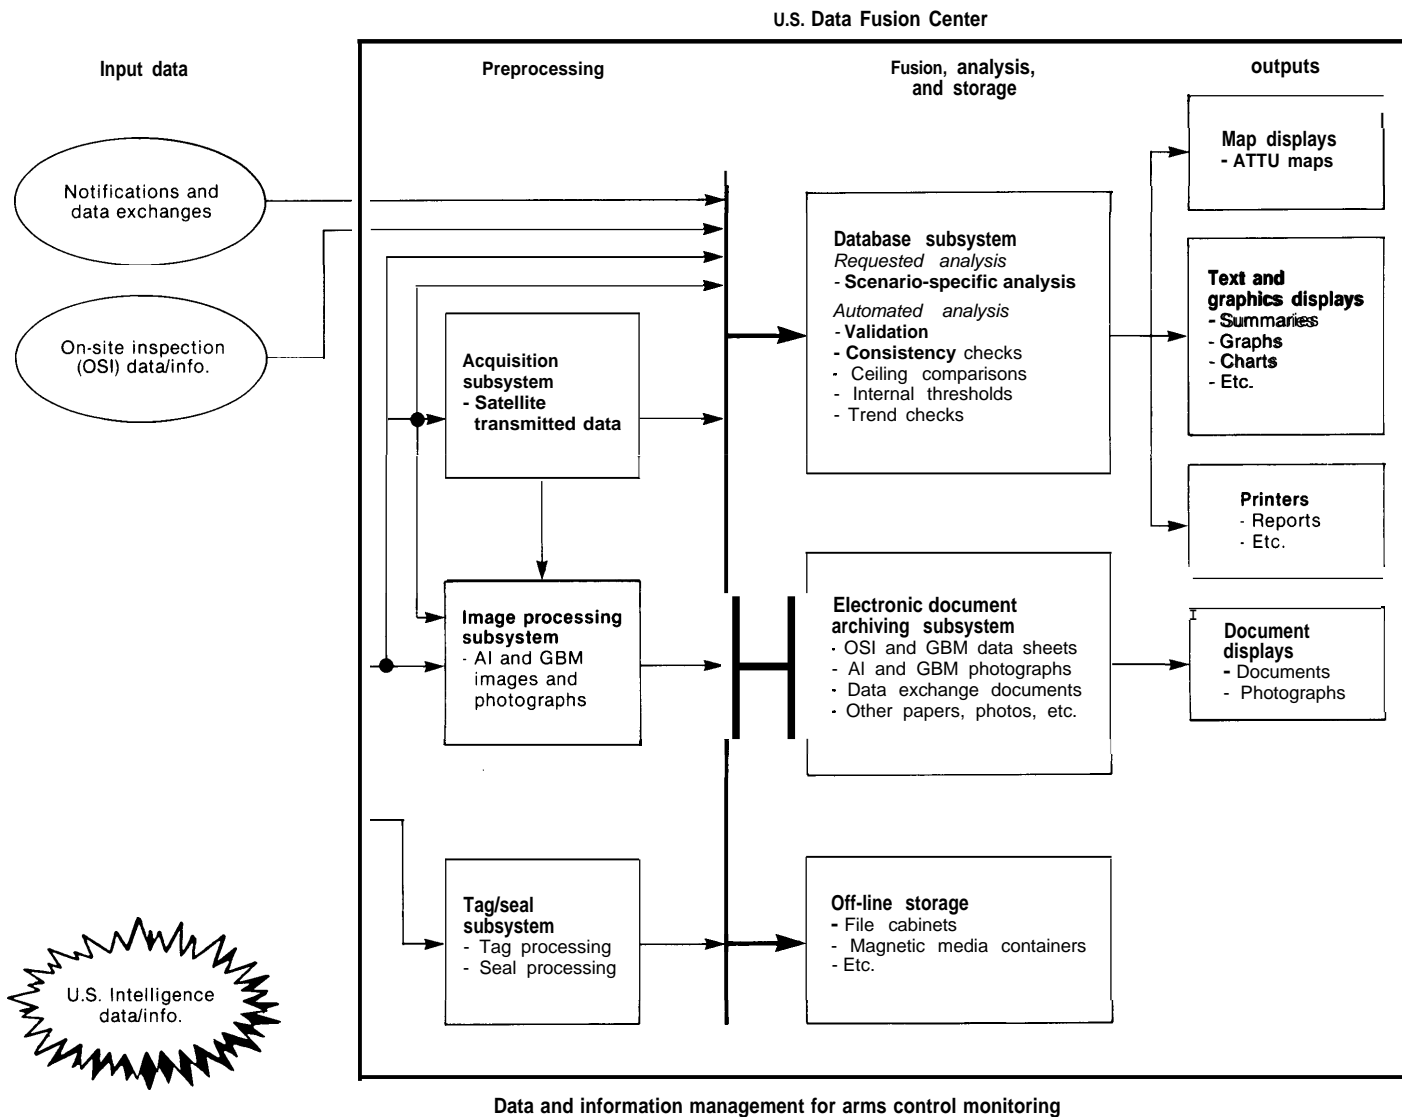 U.S. Data Fusion Center
Input data
Preprocessing
Fusion, analysis,
and storage
outputs
Notifications and
data exchanges
On-site inspection
(OSI) data/info.
U.S. Intelligence
data/info.
Acquisition
subsystem
- Satellite
transmitted data
Image processing
subsystem
- AI and GBM
images and
photographs
Tag/seal
subsystem
- Tag processing
- Seal processing
Database subsystem
Requested analysis
- Scenario-specific analysis
Automated analysis
- Validation
- Consistency checks
- Ceiling comparisons
- Internal thresholds
- Trend checks
Electronic document
archiving subsystem
- OSI and GBM data sheets
- AI and GBM photographs
- Data exchange documents
- Other papers, photos, etc.
Off-line storage
- File cabinets
- Magnetic media containers
- Etc.
Map displays
- ATTU maps
Text and
graphics displays
- Summaries
- Graphs
- Charts
- Etc.
Printers
- Reports
- Etc.
Document
displays
- Documents
- Photographs
Data and information management for arms control monitoring